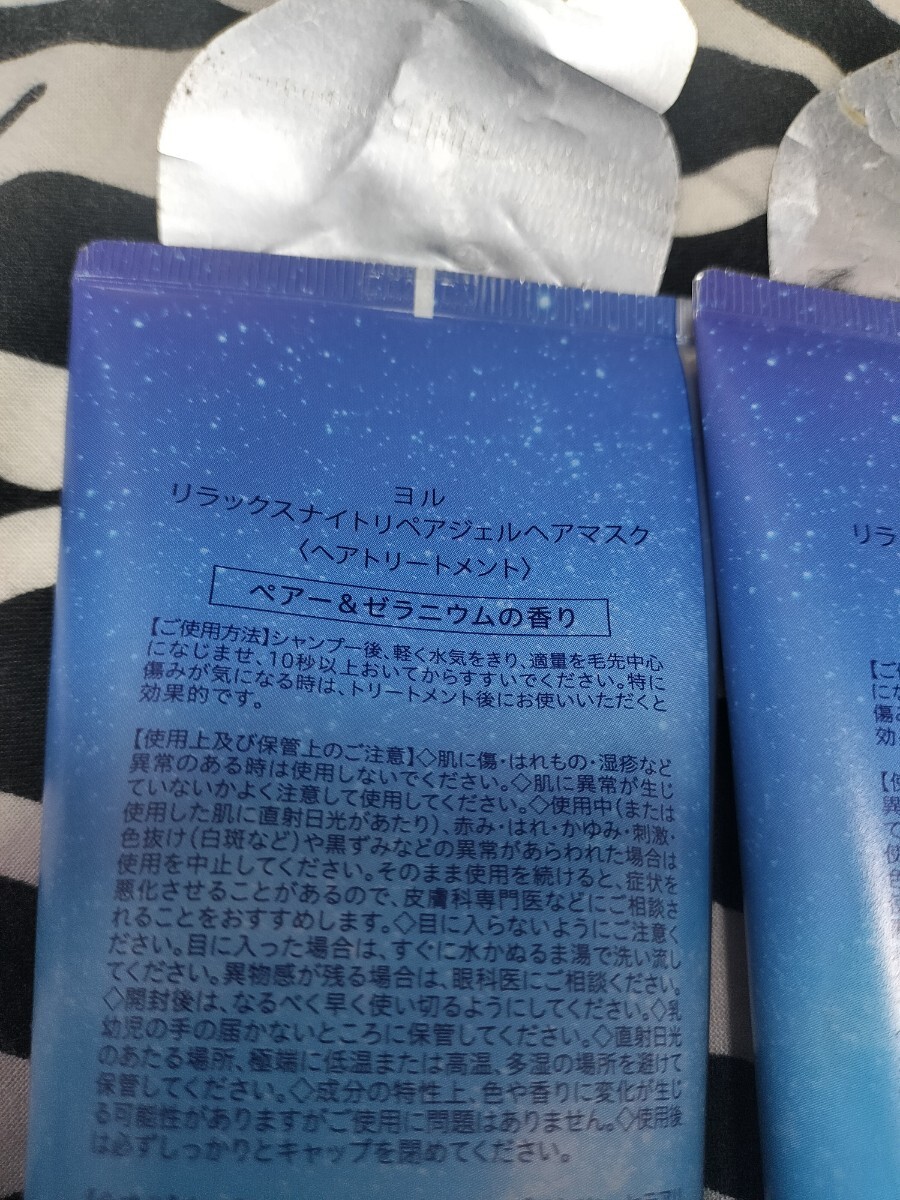 ヨル
リラックスナイトリペアジェルヘアマスク
〈ヘアトリートメント〉
ペアー＆ゼラニウムの香り
【ご使用方法】シャンプー後、軽く水気をきり、適量を毛先中心
になじませ、10秒以上おいてからすすいでください。特に
傷みが気になる時は、トリートメント後にお使いいただくと
効果的です。
【使用上及び保管上のご注意】◇肌に傷・はれもの・湿疹など
異常のある時は使用しないでください。◇肌に異常が生じ
ていないかよく注意して使用してください。◇使用中（または
使用した肌に直射日光があたり）、赤み・はれ・かゆみ・刺激・
色抜け（白斑など）や黒ずみなどの異常があらわれた場合は
使用を中止してください。そのまま使用を続けると、症状を
悪化させることがあるので、皮膚科専門医などにご相談さ
れることをおすすめします。◇目に入らないようにご注意く
ださい。目に入った場合は、すぐに水かぬるま湯で洗い流し
てください。異物感が残る場合は、眼科医にご相談ください。
◇開封後は、なるべく早く使い切るようにしてください。◇乳
幼児の手の届かないところに保管してください。◇直射日光
のあたる場所、極端に低温または高温、多湿の場所を避けて
保管してください。◇成分の特性上、色や香りに変化が生じ
る可能性がありますがご使用に問題はありません。◇使用後
は必ずしっかりとキャップを閉めてください。
リラ
【ご使
にな
傷み
効果
【使
異